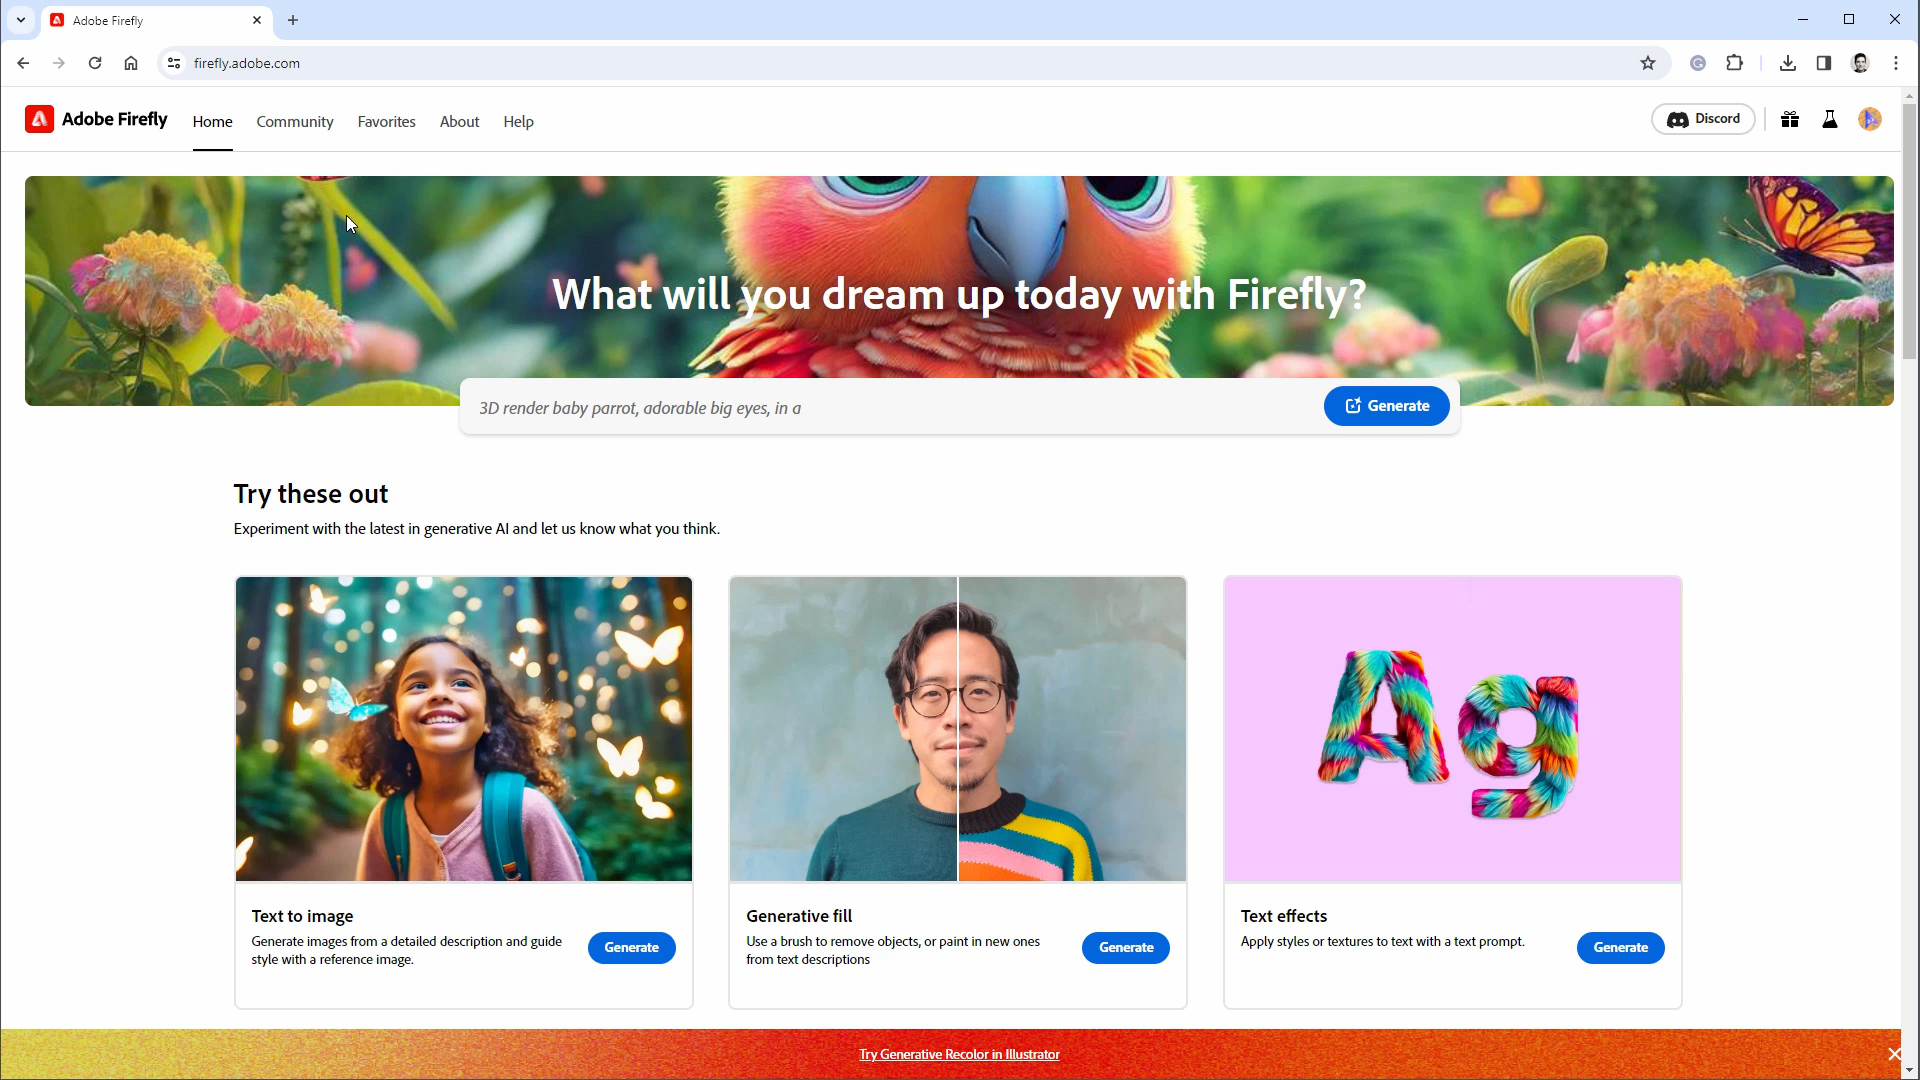 Adobe Firefly
firefly.adobe.com
Adobe Firefly
Home
Community
Favorites
About
Help
Discord
What will you dream up today with Firefly?
3D render baby parrot, adorable big eyes, in a
Generate
Try these out
Experiment with the latest in generative AI and let us know what you think.
Ag
Text to image
Generate images from a detailed description and guide
style with a reference image.
Generate
Generative fill
Use a brush to remove objects, or paint in new ones
from text descriptions
Generate
Text effects
Apply styles or textures to text with a text prompt.
Generate
Try Generative Recolor in Illustrator